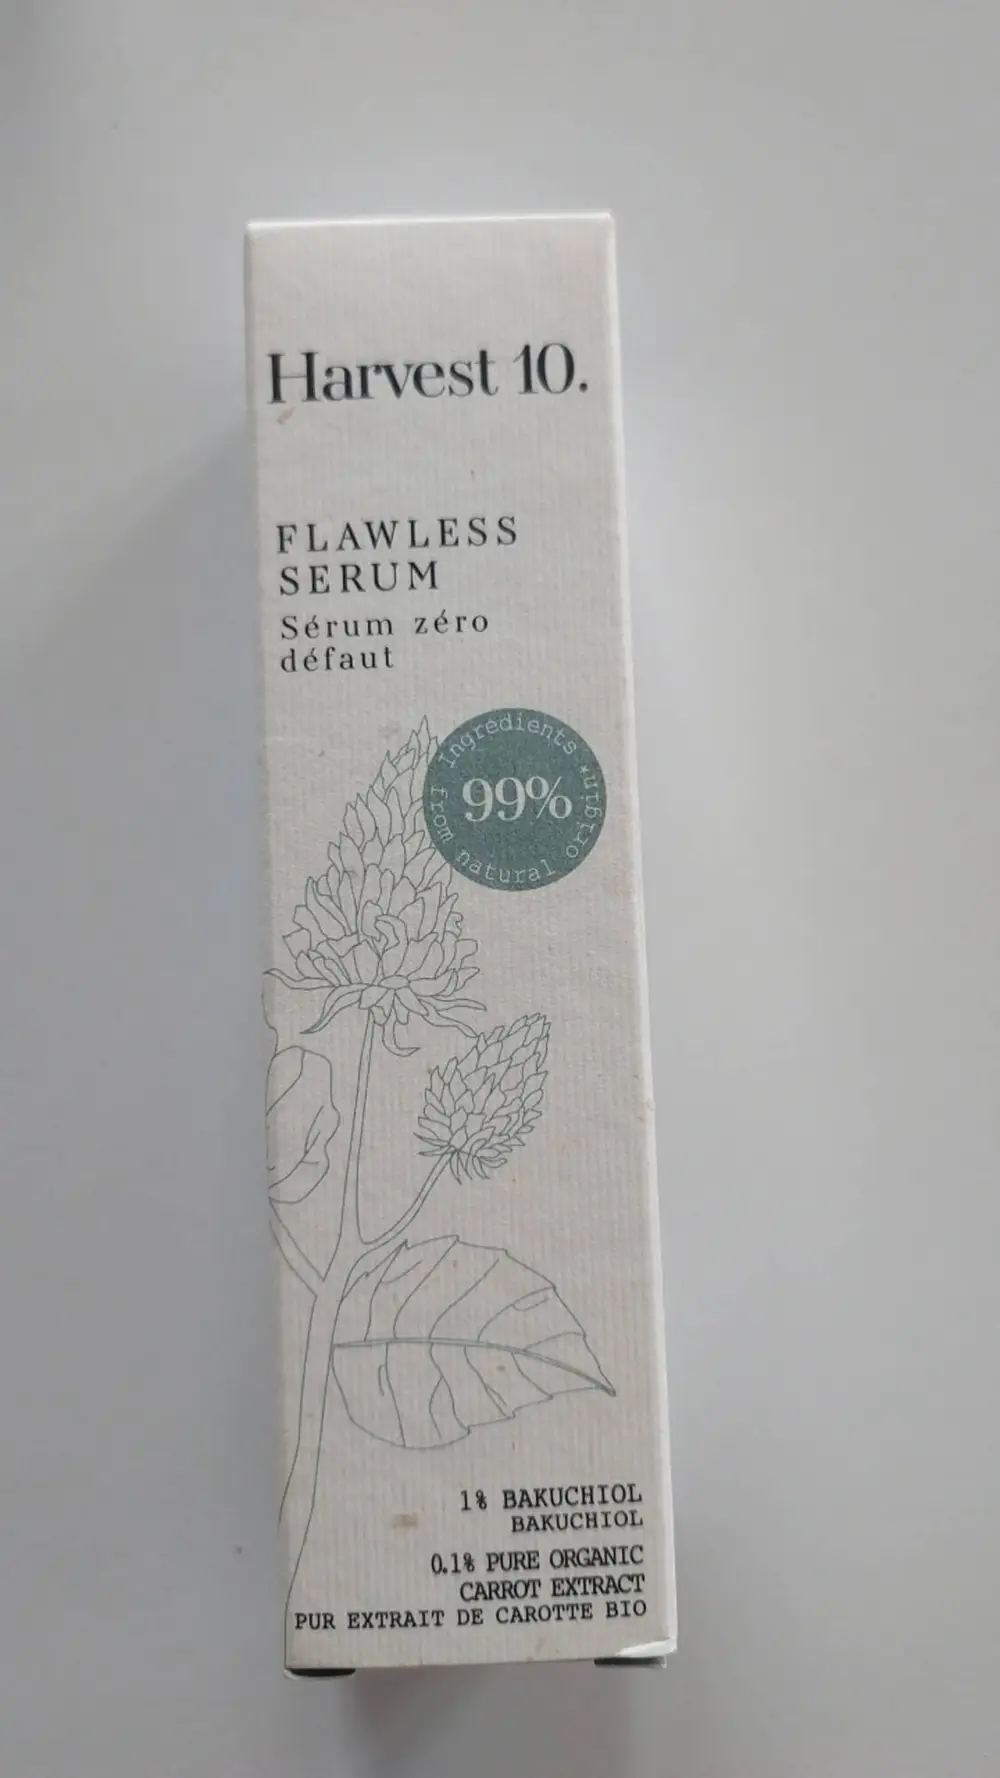 Harvest 10.
FLAWLESS
SERUM
Sérum zéro
défaut
Ingrédients
99%
from natural origin*
1% BAKUCHIOL
BAKUCHIOL
0.1% PURE ORGANIC
CARROT EXTRACT
PUR EXTRAIT DE CAROTTE BIO